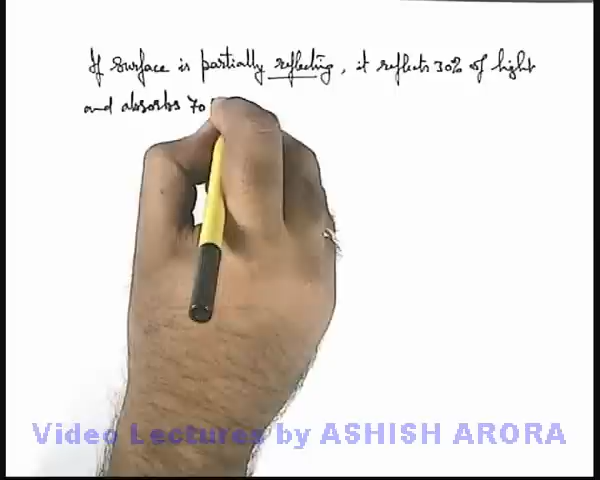 If surface is partially reflecting, it reflects 30% of light
and absorbs 70
Video Lectures by ASHISH ARORA